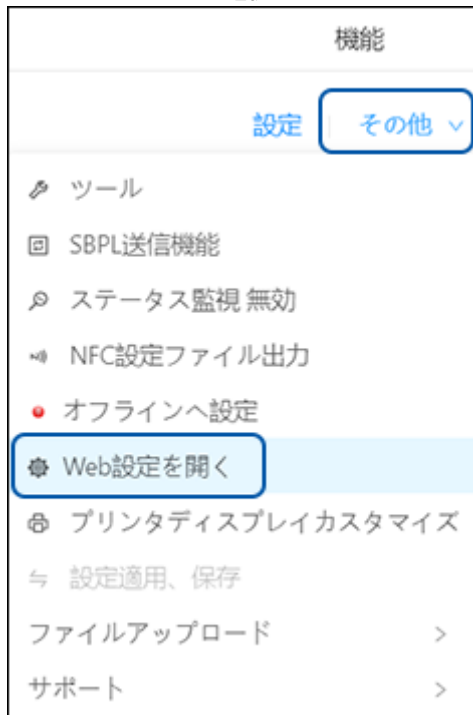 機能
設定 その他
ツール
SBPL送信機能
ステータス監視 無効
NFC設定ファイル出力
オフラインへ設定
Web設定を開く
プリンタディスプレイカスタマイズ
設定適用、保存
ファイルアップロード
サポート